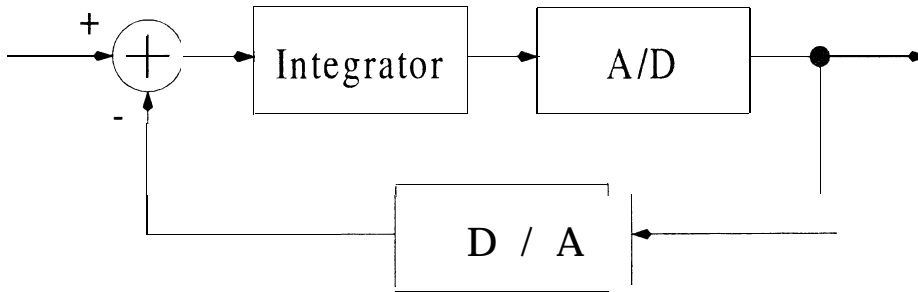 +
Integrator
A/D
-
D / A